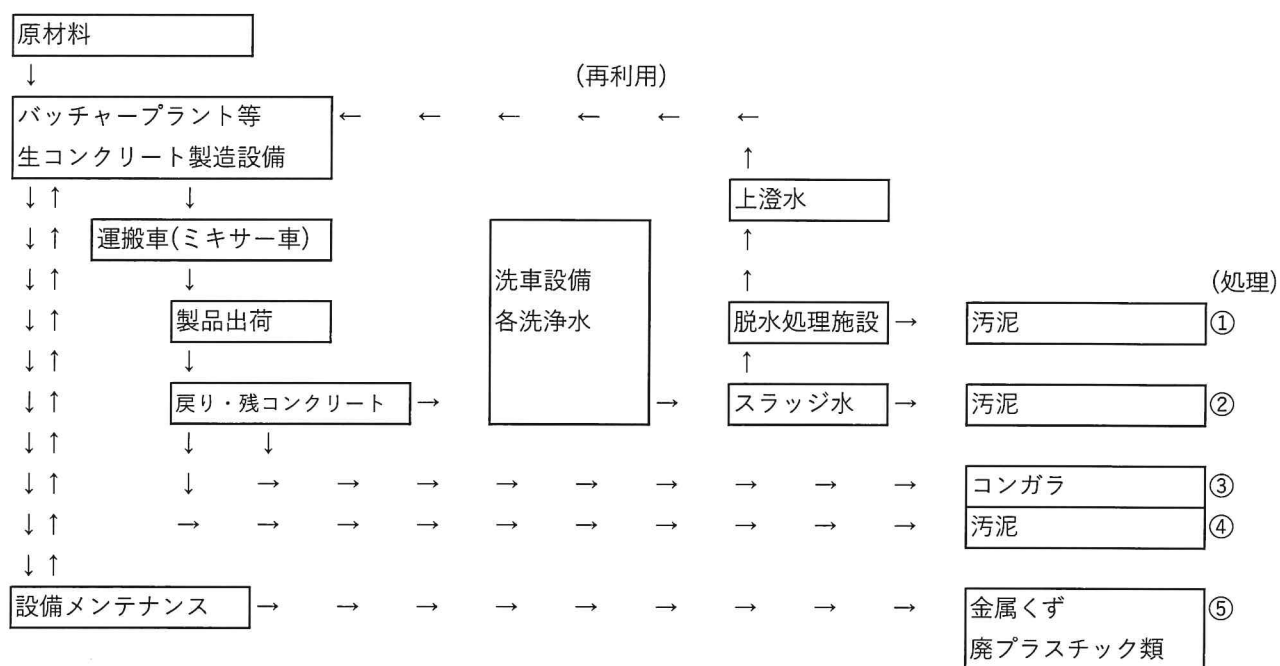 原材料
↓ (再利用)
バッチャープラント等 ← ← ← ← ← ←
生コンクリート製造設備 ↑
↓ ↑ ↓ 上澄水
↓ ↑ 運搬車(ミキサー車) ↑
↓ ↑ ↓ 洗車設備 ↑ (処理)
↓ ↑ 製品出荷 各洗浄水 脱水処理施設 → 汚泥 ①
↓ ↑ ↓ ↑
↓ ↑ 戻り・残コンクリート → → スラッジ水 → 汚泥 ②
↓ ↑ ↓ ↓
↓ ↑ ↓ → → → → → → → → → コンガラ ③
↓ ↑ → → → → → → → → → → 汚泥 ④
↓ ↑
設備メンテナンス → → → → → → → → → 金属くず ⑤
廃プラスチック類